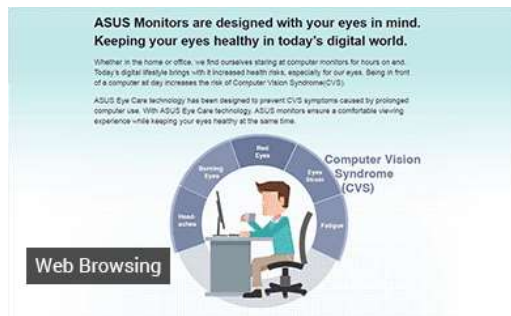 ASUS Monitors are designed with your eyes in mind.
Keeping your eyes healthy in today's digital world.
Whether in the home or office, we find ourselves staring at computer monitors for hours on end.
Today's digital lifestyle brings with it increased health risks, especially for our eyes. Being in front
of a computer all day increases the risk of Computer Vision Syndrome(CVS).
ASUS Eye Care technology has been designed to prevent CVS symptoms caused by prolonged
computer use. With ASUS Eye Care technology, ASUS monitors ensure a comfortable viewing
experience while keeping your eyes healthy at the same time.
Red
Eyes
Burning
Eyes
Eyes
Strain
Computer Vision
Syndrome
(CVS)
Head-
aches
Fatigue
Web Browsing